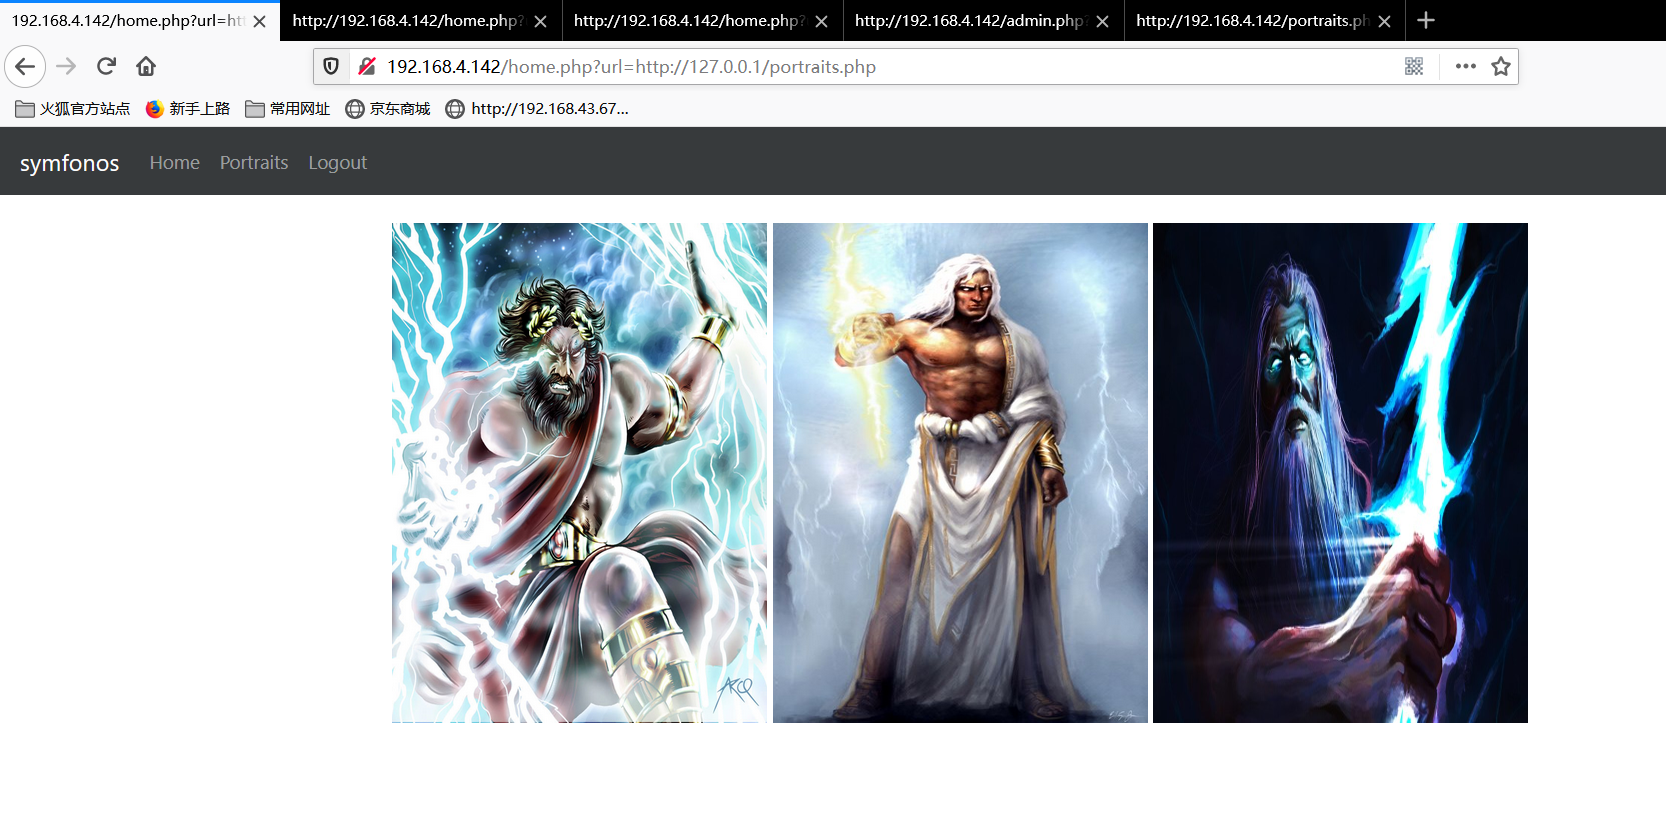 192.168.4.142/home.php?url=htt
http://192.168.4.142/home.php?
http://192.168.4.142/home.php?
http://192.168.4.142/admin.php?
http://192.168.4.142/portraits.ph
192.168.4.142/home.php?url=http://127.0.0.1/portraits.php
火狐官方站点 新手上路 常用网址 京东商城 http://192.168.43.67...
symfonos Home Portraits Logout
ARCQ